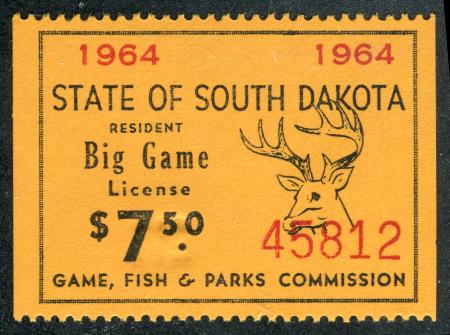 1964 1964
STATE OF SOUTH DAKOTA
RESIDENT
Big Game
License
$7.50
45812
GAME, FISH & PARKS COMMISSION